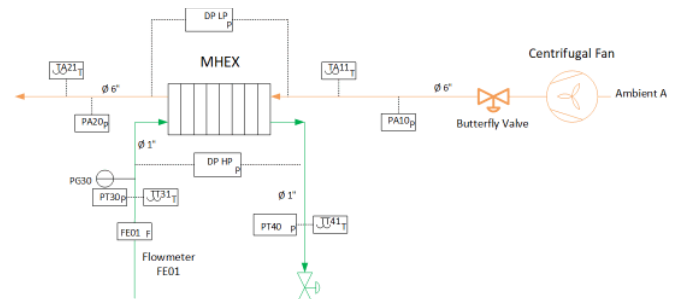 DP LP
P
Centrifugal Fan
MHEX
TA21
T
TA11
T
Ø 6"
Ø 6"
Ambient A
PA20
P
PA10
P
Butterfly Valve
Ø 1"
DP HP
P
PG30
Ø 1"
PT30
P
TT31
T
PT40
P
TT41
T
FE01 F
Flowmeter
FE01